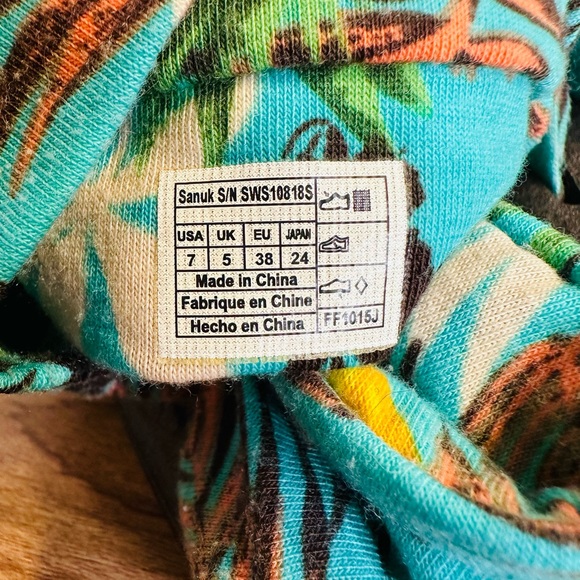 Sanuk S/N SWS10818S
USA UK EU JAPAN
7 5 38 24
Made in China
Fabrique en Chine
Hecho en China
FF1015J